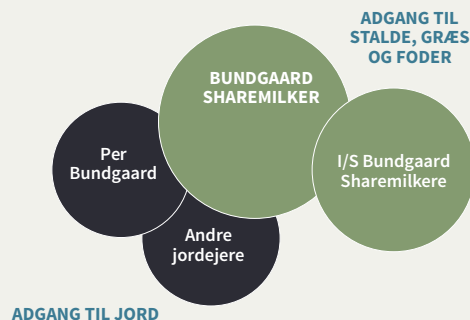 ADGANG TIL
STALDE, GRÆS
OG FODER
BUNDGAARD
SHAREMILKER
Per
Bundgaard
I/S Bundgaard
Sharemilkere
Andre
jordejere
ADGANG TIL JORD